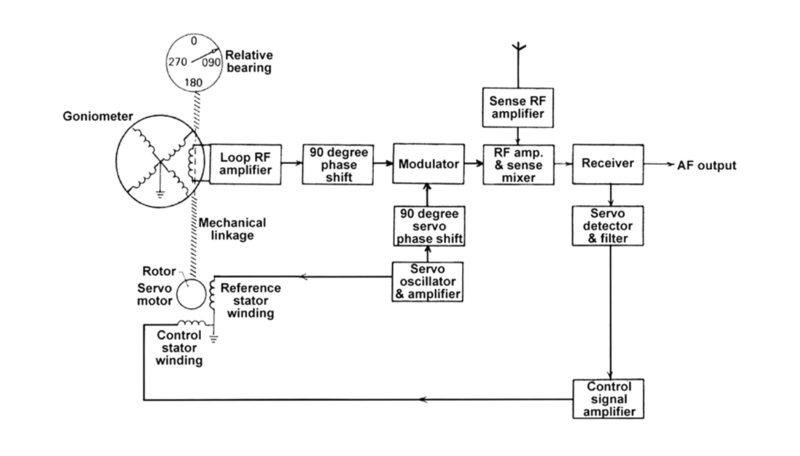 0
270 090
180
Relative
bearing
Goniometer
Sense RF
amplifier
Loop RF
amplifier
90 degree
phase
shift
Modulator
RF amp.
& sense
mixer
Receiver
AF output
Mechanical
linkage
90 degree
servo
phase shift
Servo
detector
& filter
Rotor
Servo
motor
Reference
stator
winding
Servo
oscillator
& amplifier
Control
stator
winding
Control
signal
amplifier